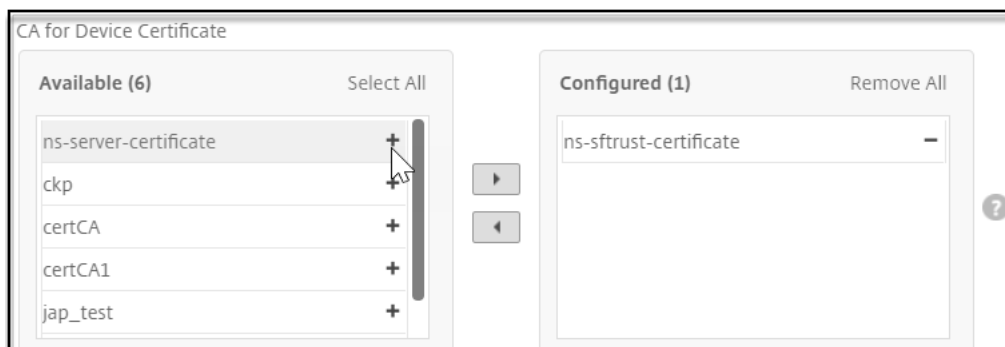 CA for Device Certificate
Available (6) Select All
ns-server-certificate
ckp
certCA
certCA1
jap_test
Configured (1) Remove All
ns-sftrust-certificate
?